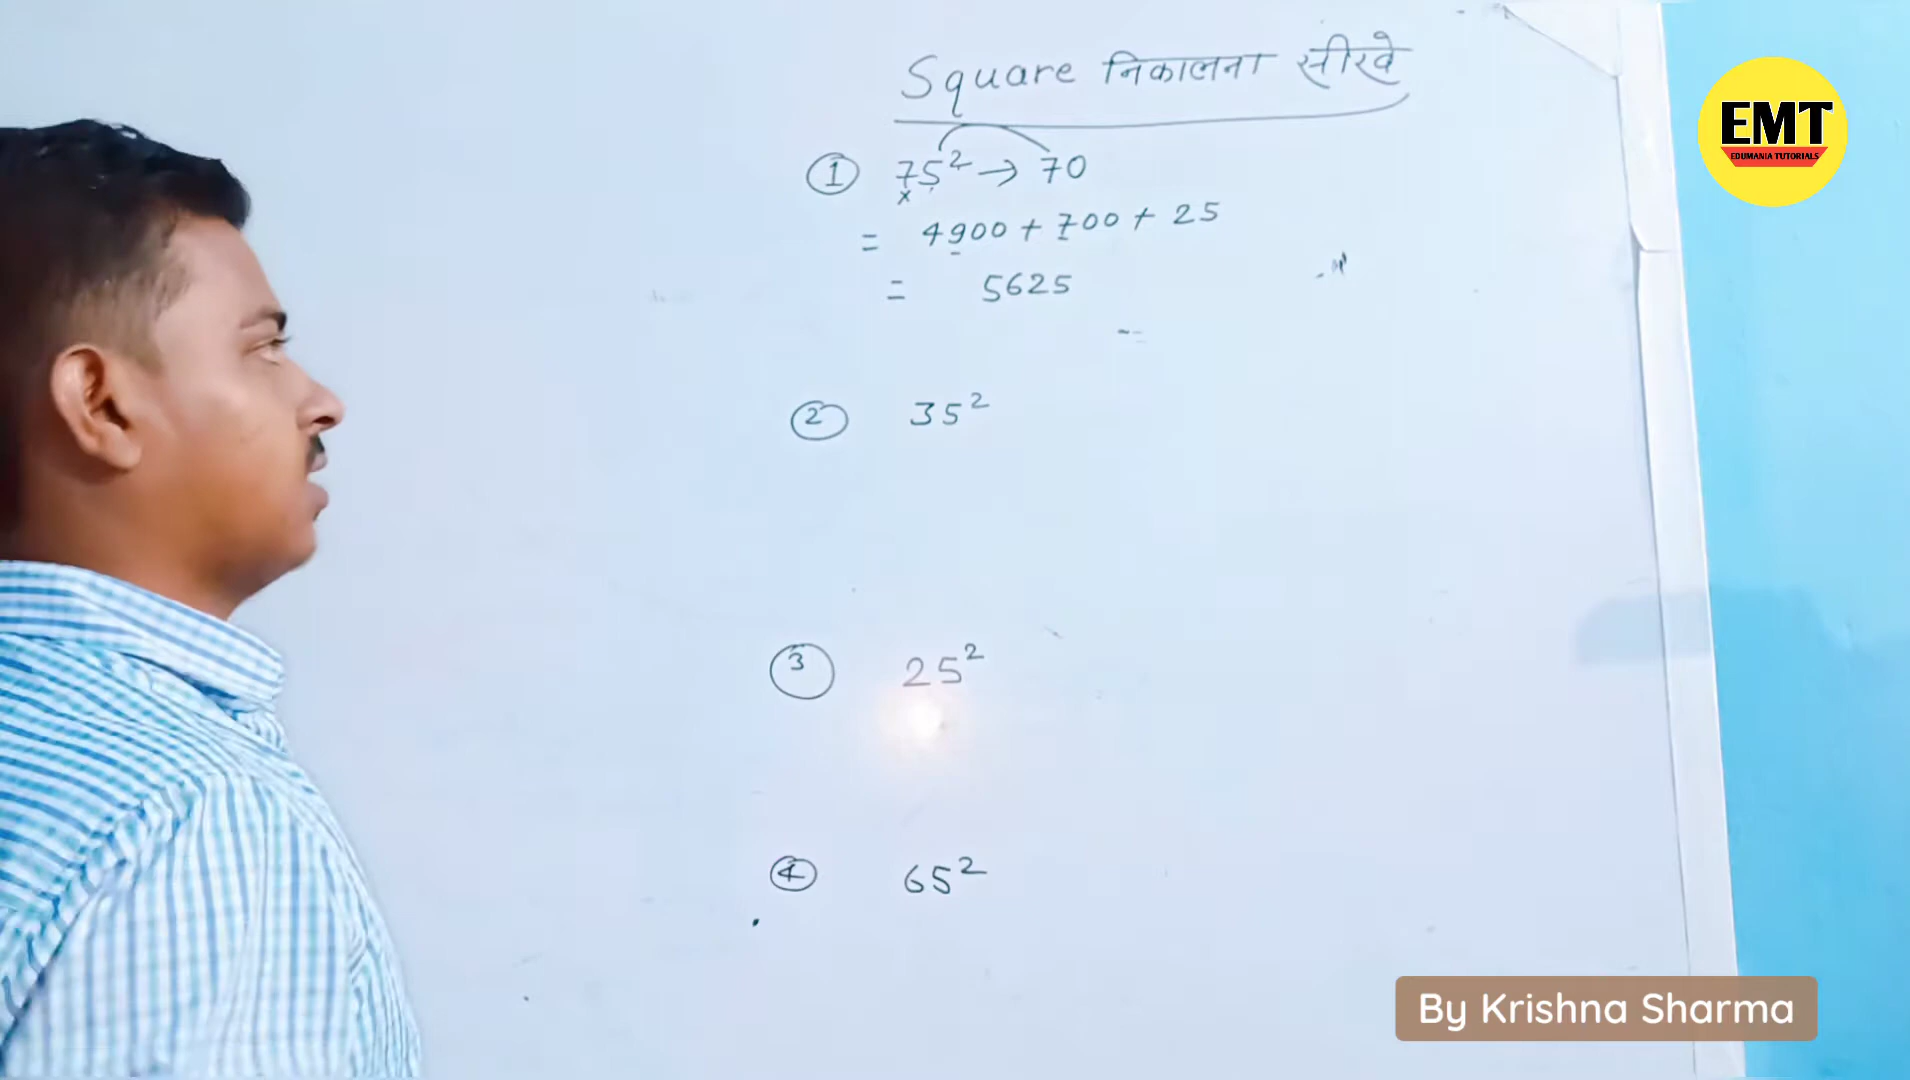 Square निकालना सीखे
① 75² → 70
= 4900 + 700 + 25
= 5625
② 35²
③ 25²
④ 65²
EMT
EDUMANIA TUTORIALS
By Krishna Sharma